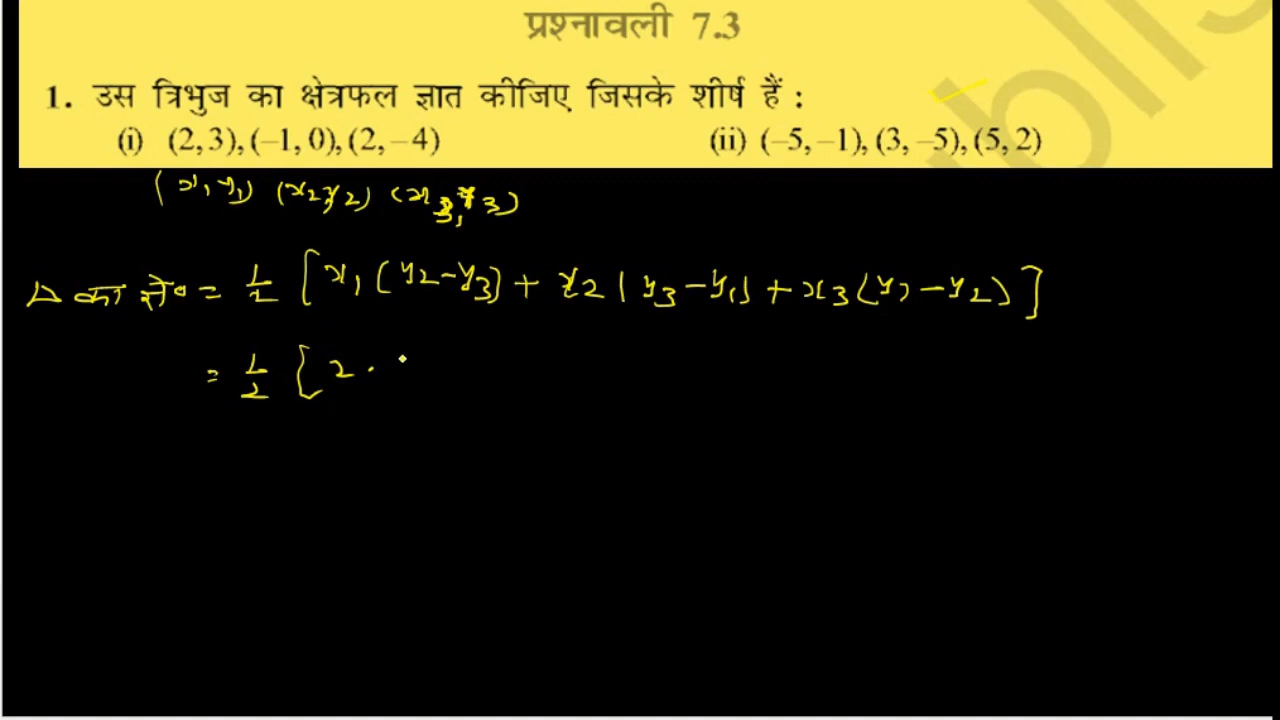 प्रश्नावली 7.3
1. उस त्रिभुज का क्षेत्रफल ज्ञात कीजिए जिसके शीर्ष हैं :
(i) (2, 3), (–1, 0), (2, – 4) (ii) (–5, –1), (3, –5), (5, 2)
(x₁, y₁) (x₂, y₂) (x₃, y₃)
Δ का क्षे० = 1/2 [x₁(y₂–y₃) + x₂(y₃–y₁) + x₃(y₁–y₂)]
= 1/2 [2 .